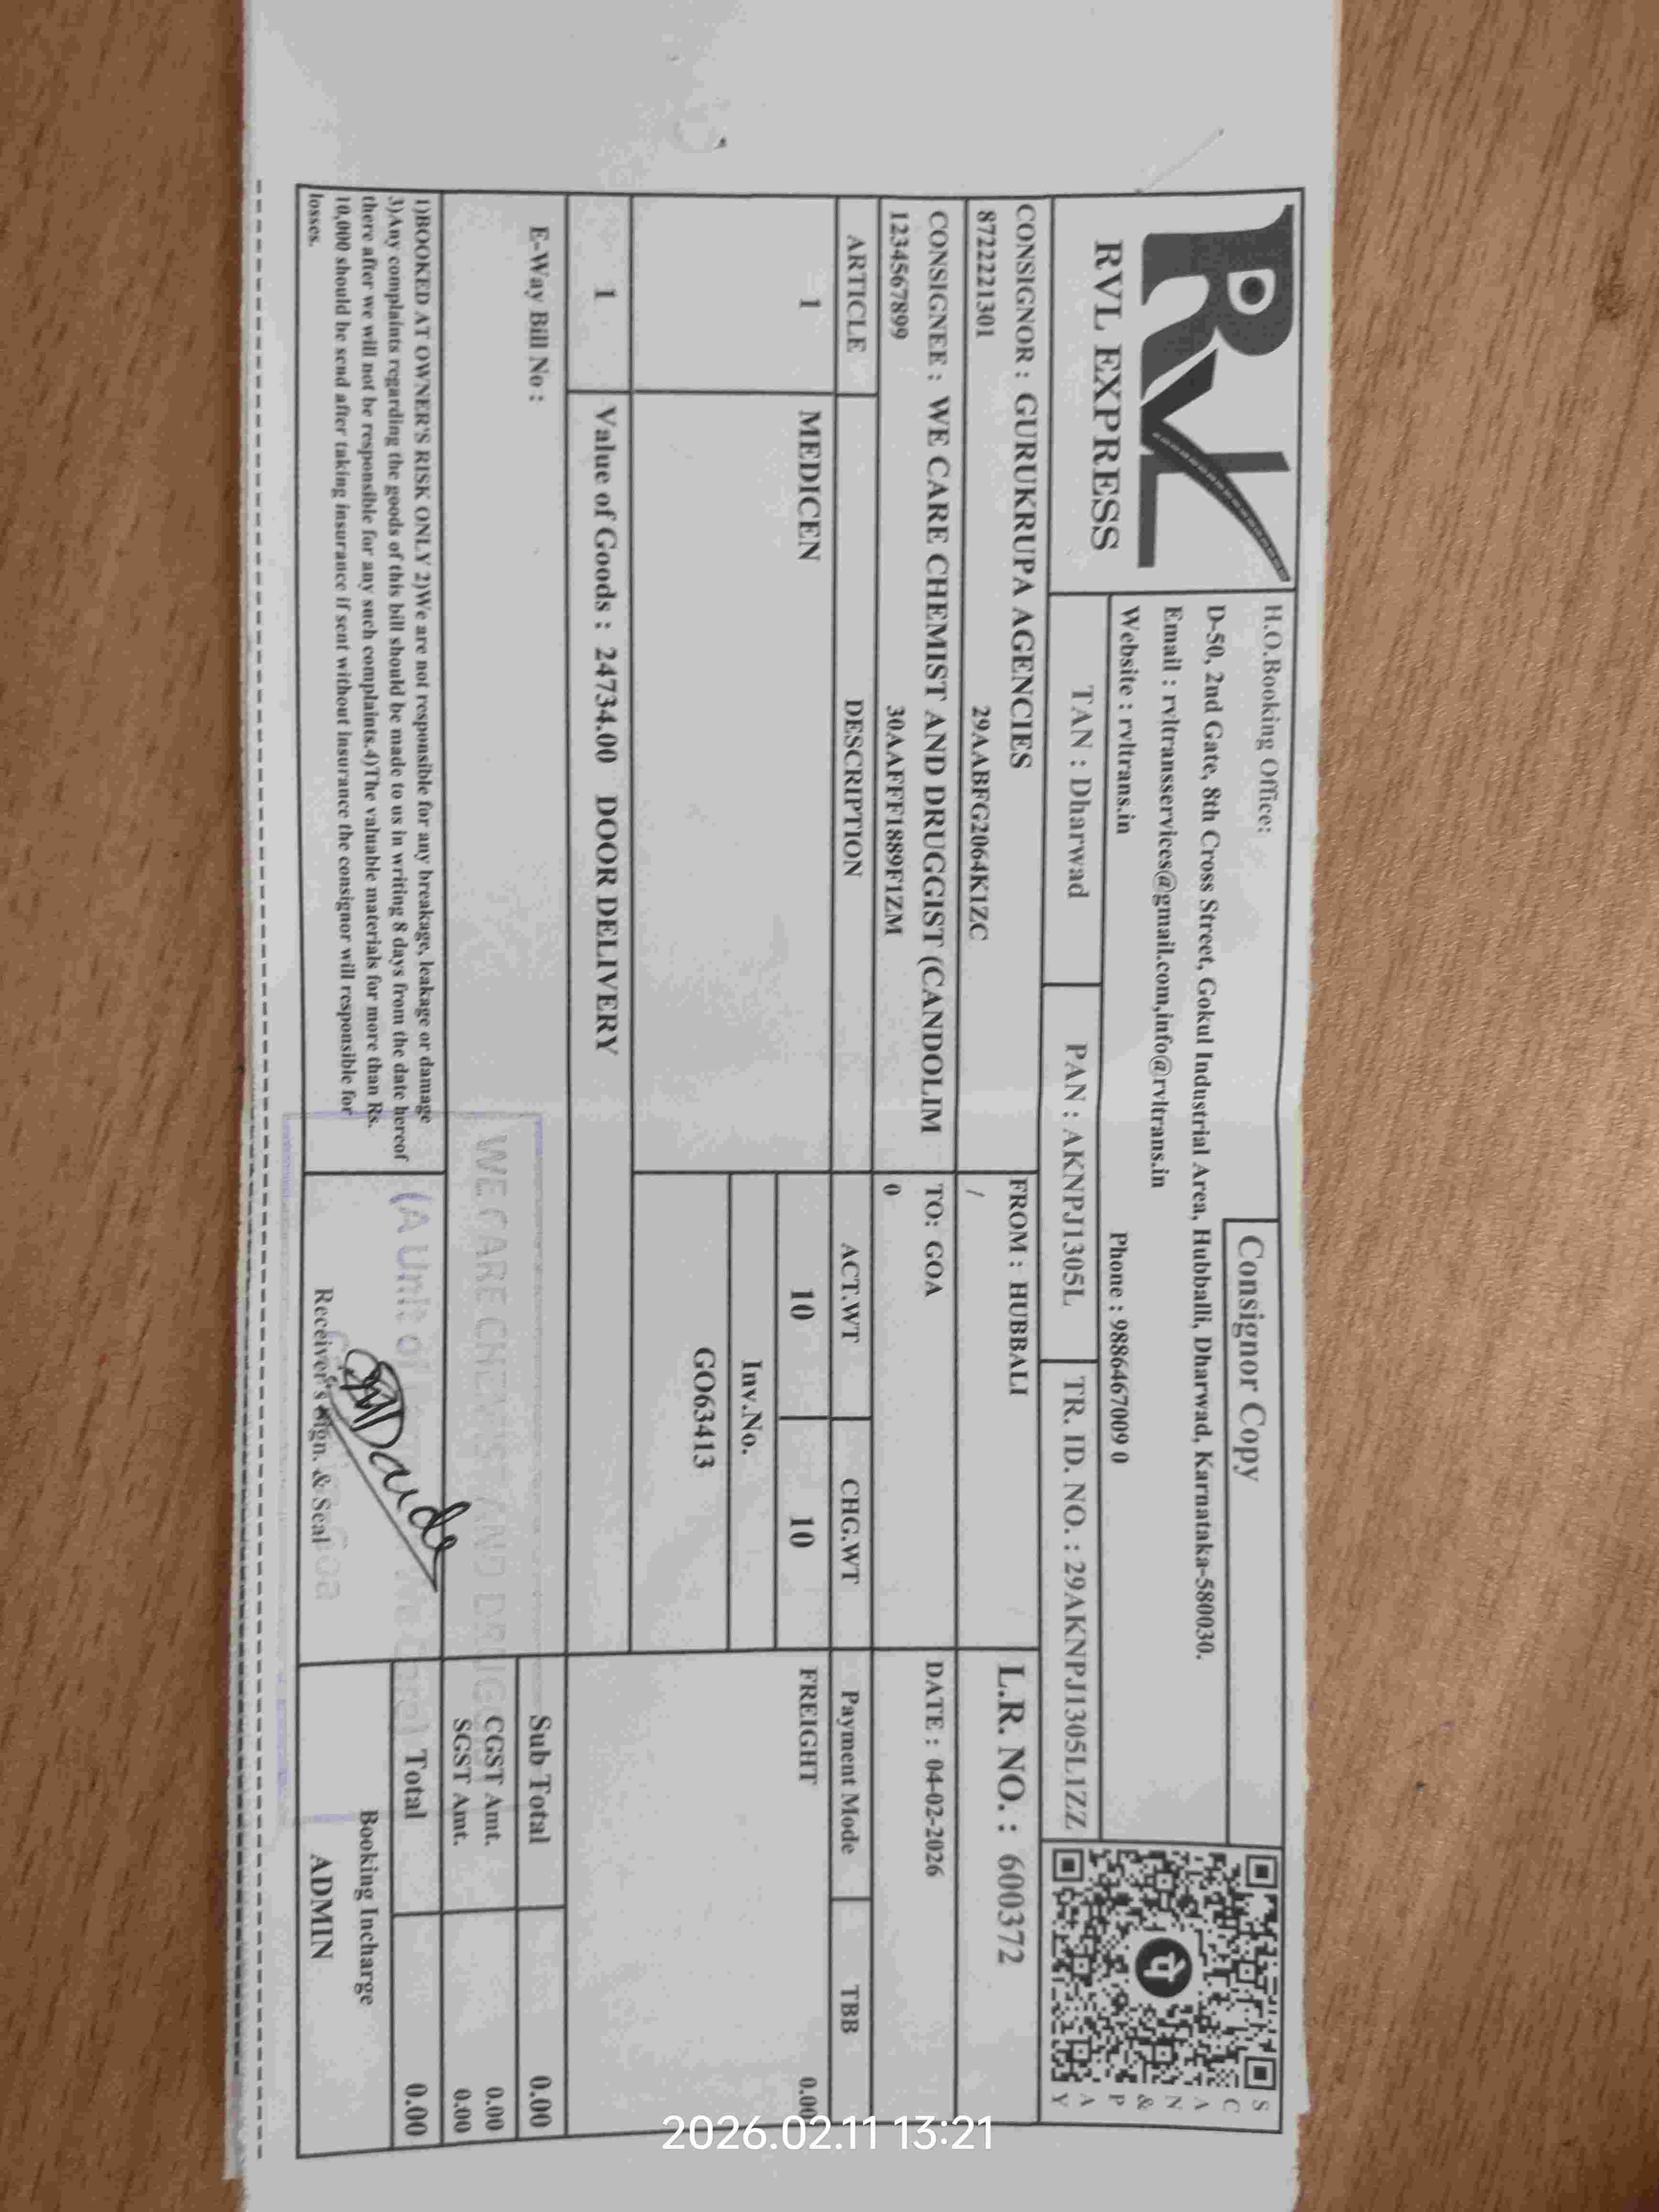 RVL
RVL EXPRESS
H.O.Booking Office:
Consignor Copy
D-50, 2nd Gate, 8th Cross Street, Gokul Industrial Area, Hubballi, Dharwad, Karnataka-580030.
Email : rvltransservices@gmail.com,info@rvltrans.in
Website : rvltrans.in Phone : 9886467009 0
SCAN & PAY
TAN : Dharwad PAN : AKNPJ1305L TR. ID. NO. : 29AKNPJ1305L1ZZ
CONSIGNOR : GURUKRUPA AGENCIES FROM : HUBBALI L.R. NO. : 600372
8722221301 29AABFG2064K1ZC /
CONSIGNEE : WE CARE CHEMIST AND DRUGGIST (CANDOLIM TO: GOA DATE : 04-02-2026
1234567899 30AAFFF1889F1ZM 0
ARTICLE DESCRIPTION ACT.WT CHG.WT Payment Mode TBB
1 MEDICEN 10 10 FREIGHT 0.00
Inv.No.
GO63413
1 Value of Goods : 24734.00 DOOR DELIVERY
E-Way Bill No : Sub Total 0.00
WE CARE CHEMIST AND DRUGGIST
CGST Amt. 0.00
SGST Amt. 0.00
(A Unit of
Total 0.00
1)BOOKED AT OWNER'S RISK ONLY 2)We are not responsible for any breakage, leakage or damage
3)Any complaints regarding the goods of this bill should be made to us in writing 8 days from the date hereof
there after we will not be responsible for any such complaints.4)The valuable materials for more than Rs.
10,000 should be send after taking insurance if sent without insurance the consignor will responsible for
losses.
Receiver's Sign. & Seal
Goa
Booking Incharge
ADMIN
2026.02.11 13:21